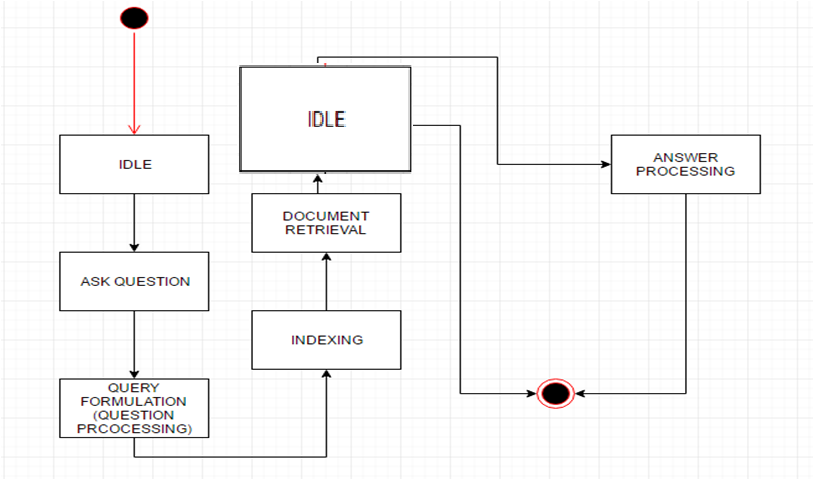 IDLE
ASK QUESTION
QUERY
FORMULATION
(QUESTION
PRCOCESSING)
INDEXING
DOCUMENT
RETRIEVAL
IDLE
ANSWER
PROCESSING